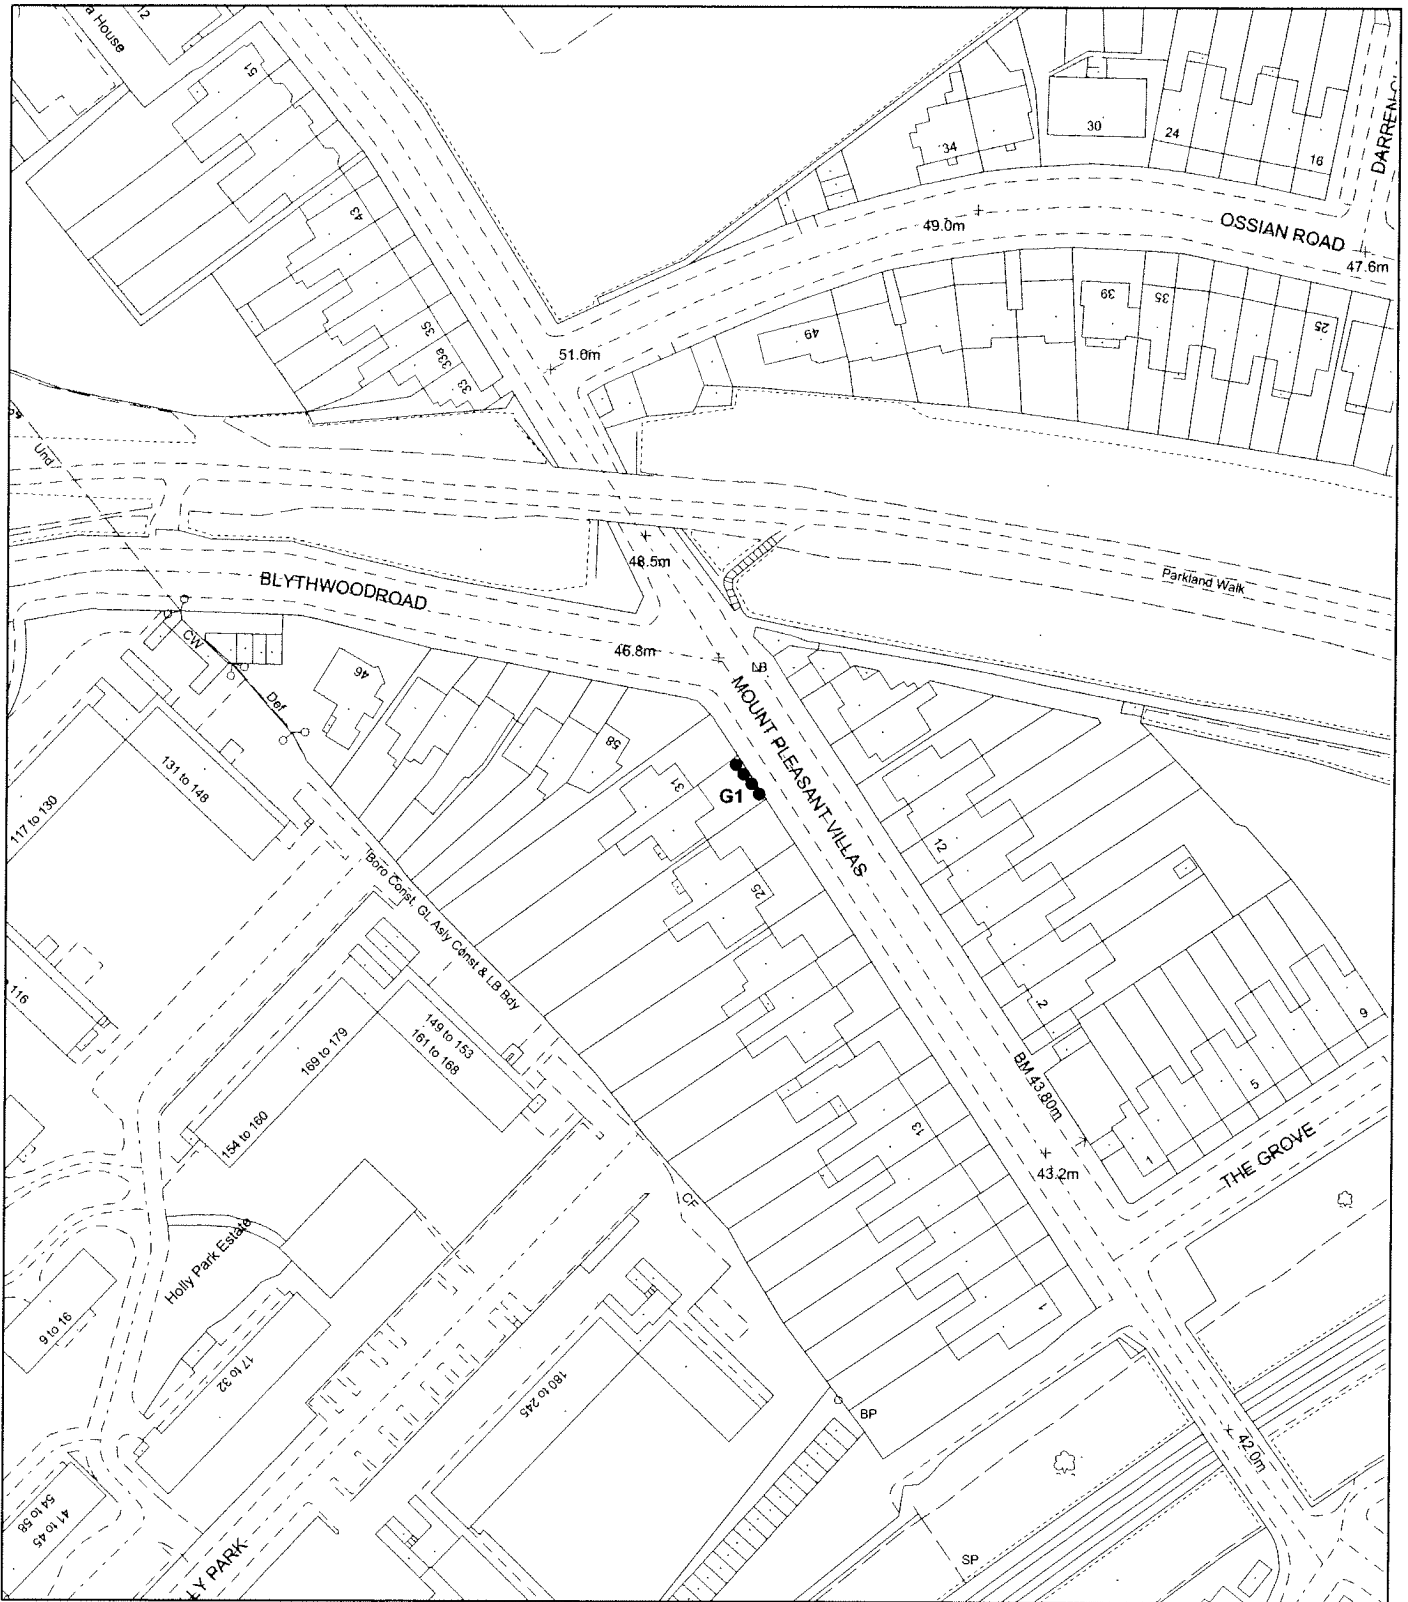 a House
12
51
34
30
24
16
DARREN
43
49.0m
OSSIAN ROAD
47.6m
35
33a
33
51.0m
49
39
35
25
Und
48.5m
BLYTHWOODROAD
Parkland Walk
CW
46.8m
LB
46
Def
MOUNT PLEASANT VILLAS
58
31
G1
131 to 148
117 to 130
12
25
Boro Const, GL Asly Const & LB Bdy
116
2
9
169 to 179
149 to 153
161 to 168
154 to 160
BM 43.80m
5
13
1
43.2m
THE GROVE
CF
Holly Park Estate
9 to 16
17 to 32
1
180 to 245
BP
42.0m
41 to 45
54 to 58
LY PARK
SP